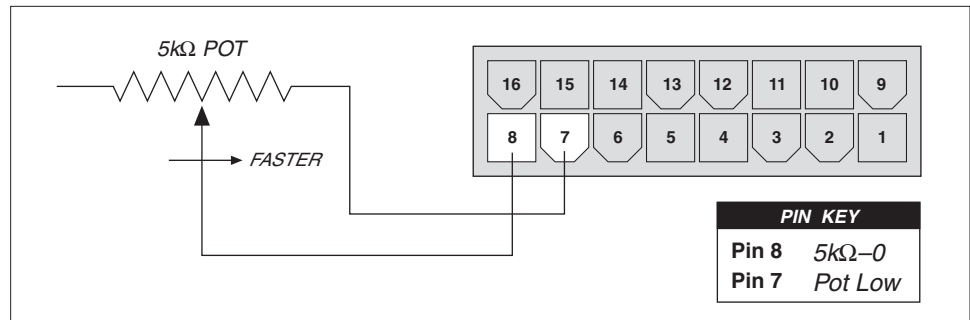 5kΩ POT
FASTER
16 15 14 13 12 11 10 9
8 7 6 5 4 3 2 1
PIN KEY
Pin 8 5kΩ–0
Pin 7 Pot Low